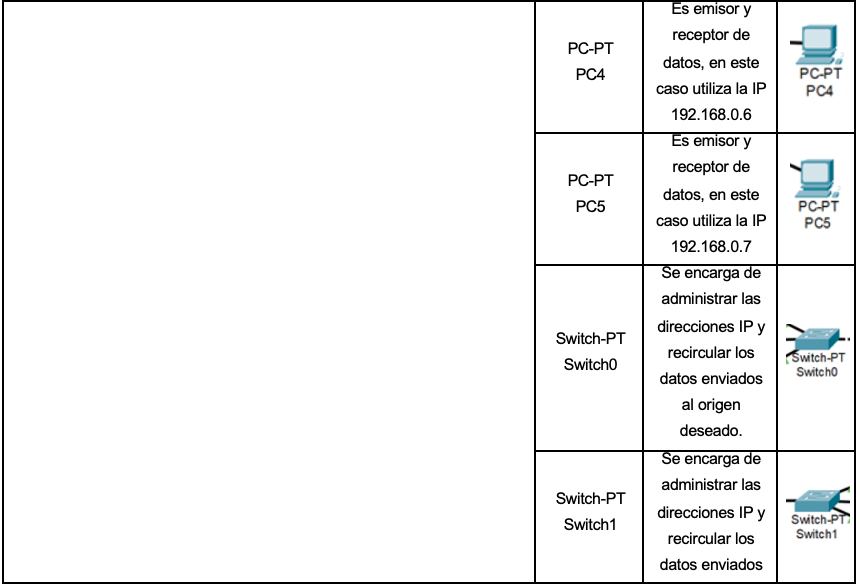 PC-PT
PC4
Es emisor y
receptor de
datos, en este
caso utiliza la IP
192.168.0.6
PC-PT
PC4
PC-PT
PC5
Es emisor y
receptor de
datos, en este
caso utiliza la IP
192.168.0.7
PC-PT
PC5
Switch-PT
Switch0
Se encarga de
administrar las
direcciones IP y
recircular los
datos enviados
al origen
deseado.
Switch-PT
Switch0
Switch-PT
Switch1
Se encarga de
administrar las
direcciones IP y
recircular los
datos enviados
Switch-PT
Switch1